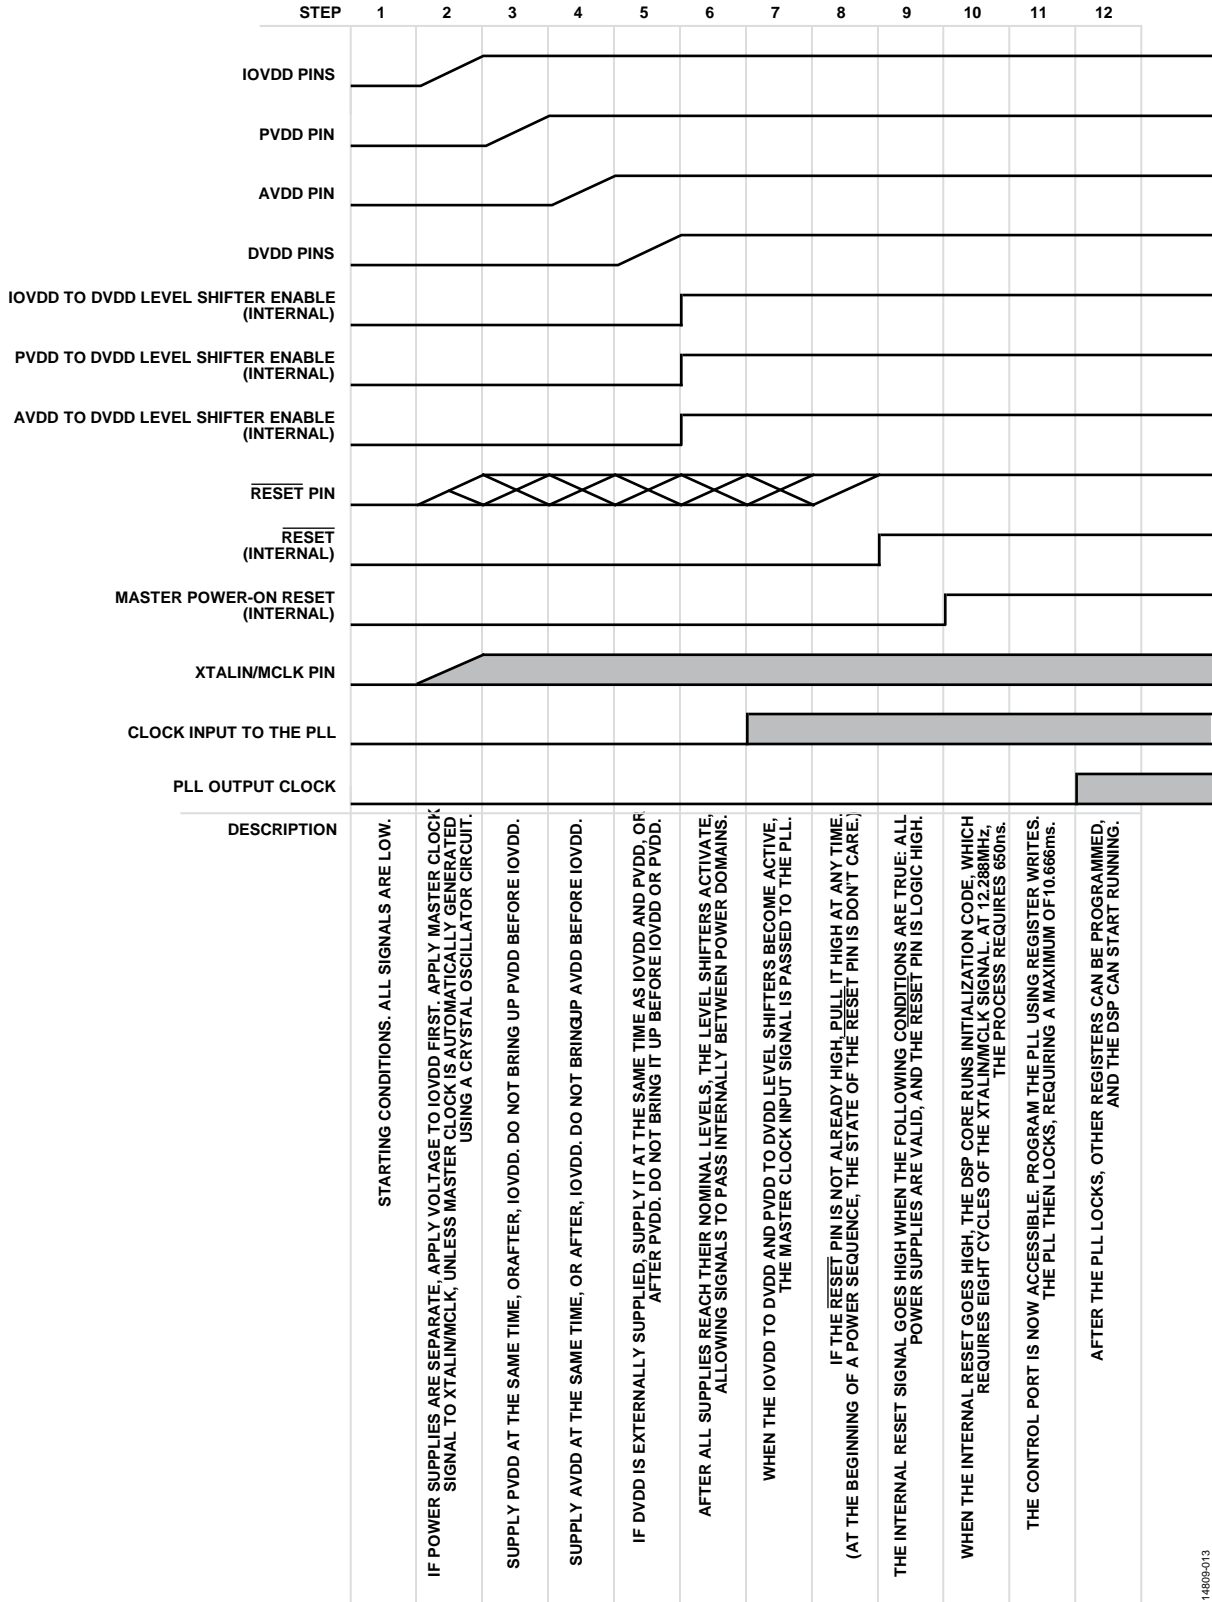 STEP 1 2 3 4 5 6 7 8 9 10 11 12
IOVDD PINS
PVDD PIN
AVDD PIN
DVDD PINS
IOVDD TO DVDD LEVEL SHIFTER ENABLE
(INTERNAL)
PVDD TO DVDD LEVEL SHIFTER ENABLE
(INTERNAL)
AVDD TO DVDD LEVEL SHIFTER ENABLE
(INTERNAL)
RESET PIN
RESET
(INTERNAL)
MASTER POWER-ON RESET
(INTERNAL)
XTALIN/MCLK PIN
CLOCK INPUT TO THE PLL
PLL OUTPUT CLOCK
DESCRIPTION
STARTING CONDITIONS. ALL SIGNALS ARE LOW.
IF POWER SUPPLIES ARE SEPARATE, APPLY VOLTAGE TO IOVDD FIRST. APPLY MASTER CLOCK
SIGNAL TO XTALIN/MCLK, UNLESS MASTER CLOCK IS AUTOMATICALLY GENERATED
USING A CRYSTAL OSCILLATOR CIRCUIT.
SUPPLY PVDD AT THE SAME TIME, ORAFTER, IOVDD. DO NOT BRING UP PVDD BEFORE IOVDD.
SUPPLY AVDD AT THE SAME TIME, OR AFTER, IOVDD. DO NOT BRINGUP AVDD BEFORE IOVDD.
IF DVDD IS EXTERNALLY SUPPLIED, SUPPLY IT AT THE SAME TIME AS IOVDD AND PVDD, OR
AFTER PVDD. DO NOT BRING IT UP BEFORE IOVDD OR PVDD.
AFTER ALL SUPPLIES REACH THEIR NOMINAL LEVELS, THE LEVEL SHIFTERS ACTIVATE,
ALLOWING SIGNALS TO PASS INTERNALLY BETWEEN POWER DOMAINS.
WHEN THE IOVDD TO DVDD AND PVDD TO DVDD LEVEL SHIFTERS BECOME ACTIVE,
THE MASTER CLOCK INPUT SIGNAL IS PASSED TO THE PLL.
IF THE RESET PIN IS NOT ALREADY HIGH, PULL IT HIGH AT ANY TIME.
(AT THE BEGINNING OF A POWER SEQUENCE, THE STATE OF THE RESET PIN IS DON'T CARE.)
THE INTERNAL RESET SIGNAL GOES HIGH WHEN THE FOLLOWING CONDITIONS ARE TRUE: ALL
POWER SUPPLIES ARE VALID, AND THE RESET PIN IS LOGIC HIGH.
WHEN THE INTERNAL RESET GOES HIGH, THE DSP CORE RUNS INITIALIZATION CODE, WHICH
REQUIRES EIGHT CYCLES OF THE XTALIN/MCLK SIGNAL. AT 12.288MHz,
THE PROCESS REQUIRES 650ns.
THE CONTROL PORT IS NOW ACCESSIBLE. PROGRAM THE PLL USING REGISTER WRITES.
THE PLL THEN LOCKS, REQUIRING A MAXIMUM OF10.666ms.
AFTER THE PLL LOCKS, OTHER REGISTERS CAN BE PROGRAMMED,
AND THE DSP CAN START RUNNING.
14809-013